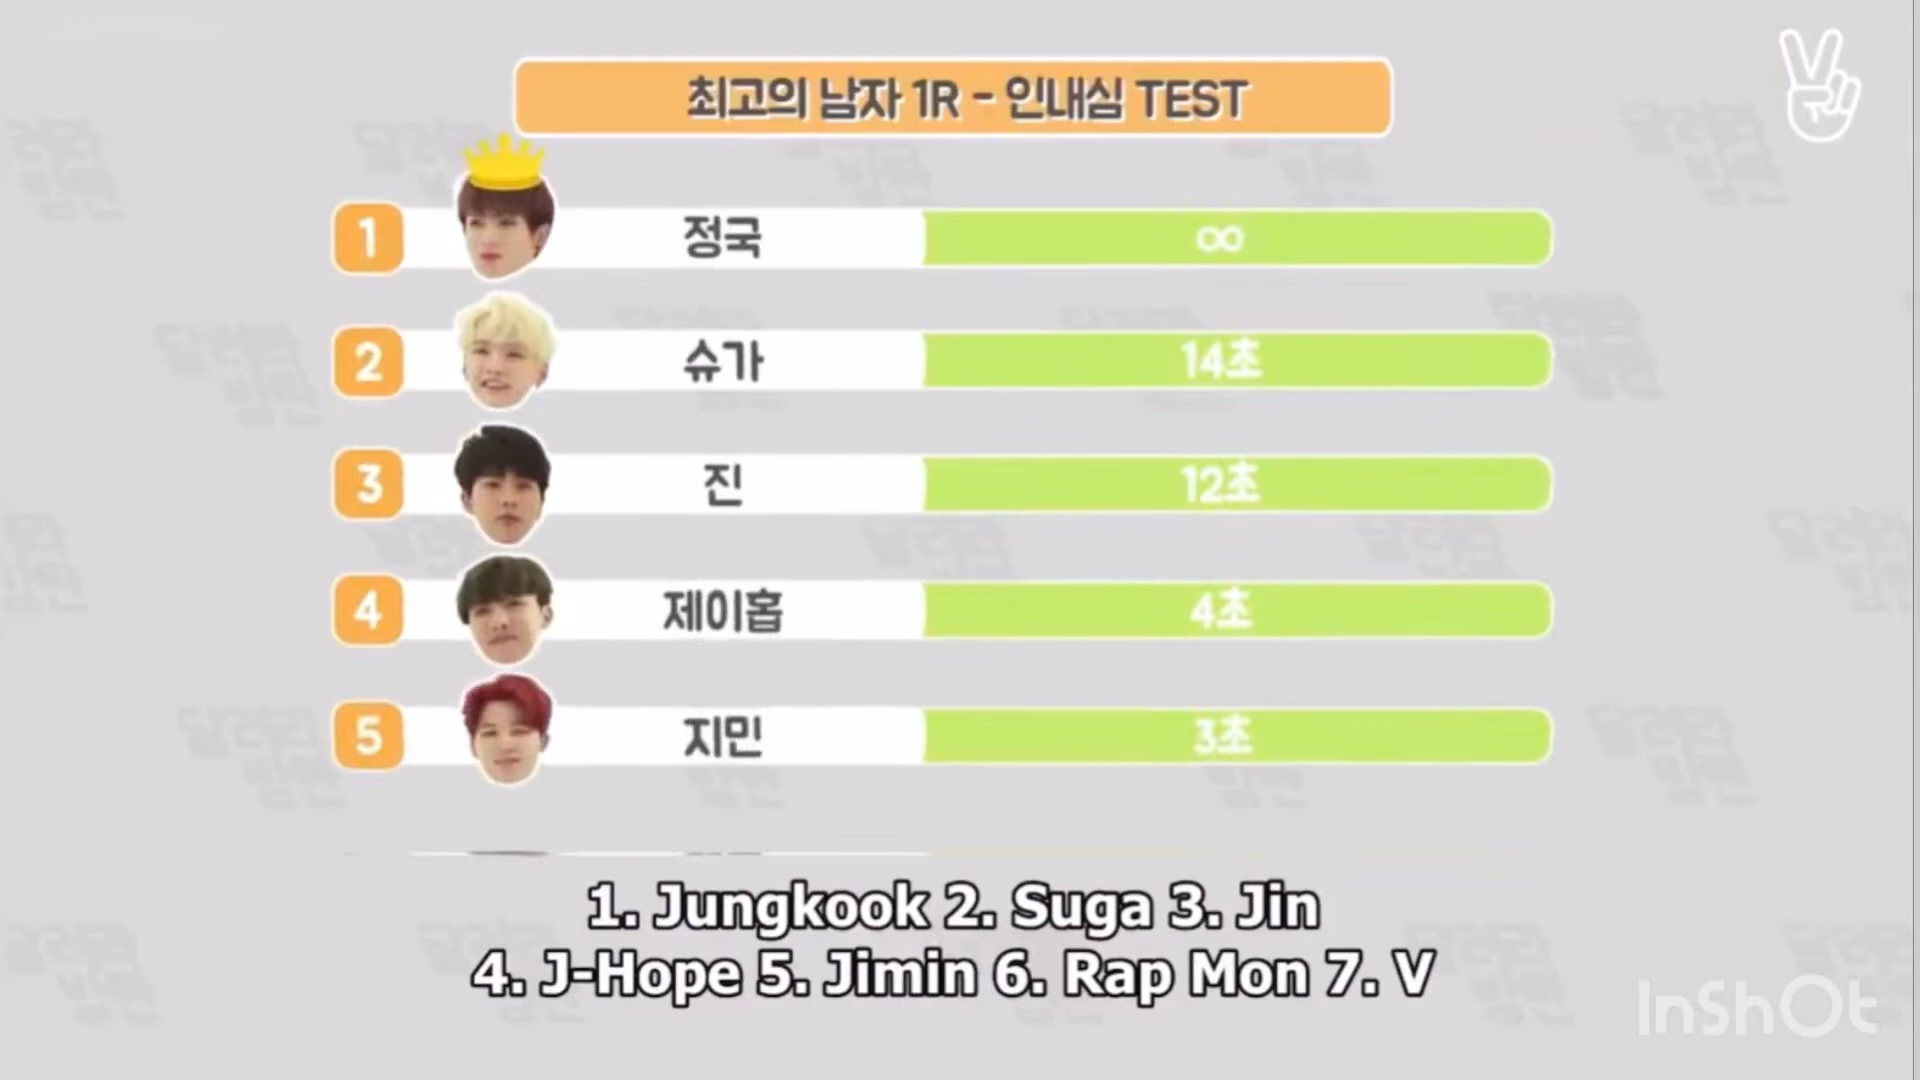 최고의 남자 1R - 인내심 TEST
1 정국 ∞
2 슈가 14초
3 진 12초
4 제이홉 4초
5 지민 3초
1. Jungkook 2. Suga 3. Jin
4. J-Hope 5. Jimin 6. Rap Mon 7. V
InShOt